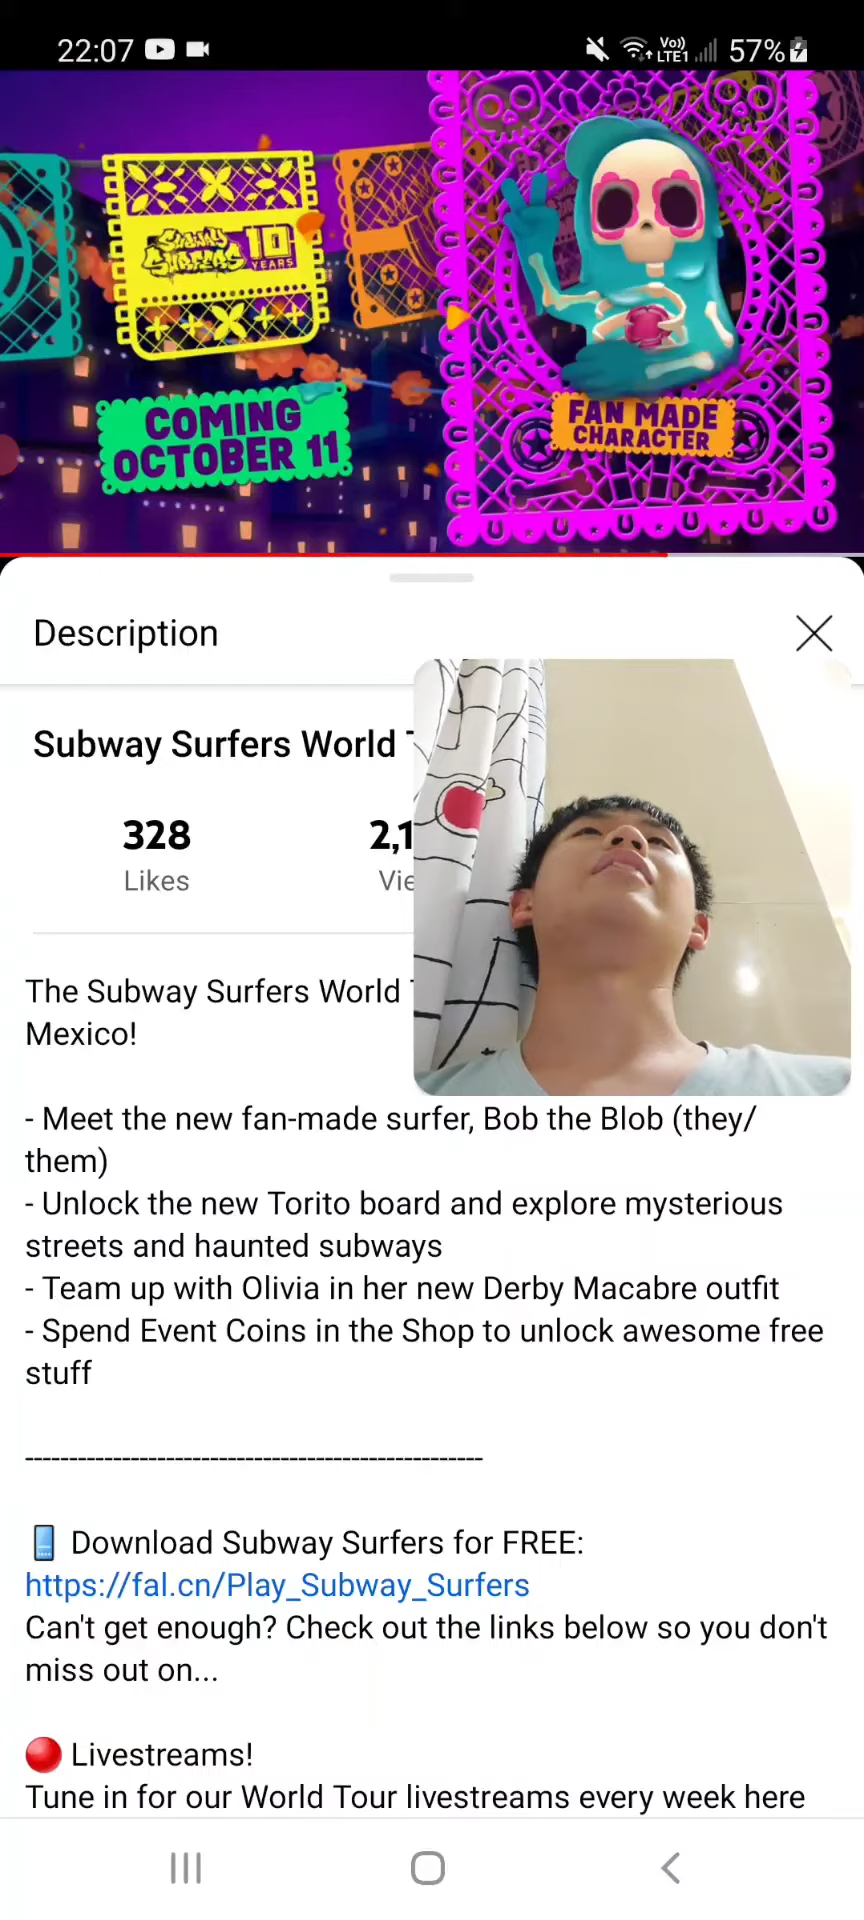 22:07
Vo)) LTE1 57%
SUBWAY SURFERS 10 YEARS
COMING
OCTOBER 11
FAN MADE
CHARACTER
Description
Subway Surfers World
328
2,1
Likes
Vie
The Subway Surfers World
Mexico!
- Meet the new fan-made surfer, Bob the Blob (they/
them)
- Unlock the new Torito board and explore mysterious
streets and haunted subways
- Team up with Olivia in her new Derby Macabre outfit
- Spend Event Coins in the Shop to unlock awesome free
stuff
---------------------------------------------------
Download Subway Surfers for FREE:
https://fal.cn/Play_Subway_Surfers
Can't get enough? Check out the links below so you don't
miss out on...
Livestreams!
Tune in for our World Tour livestreams every week here